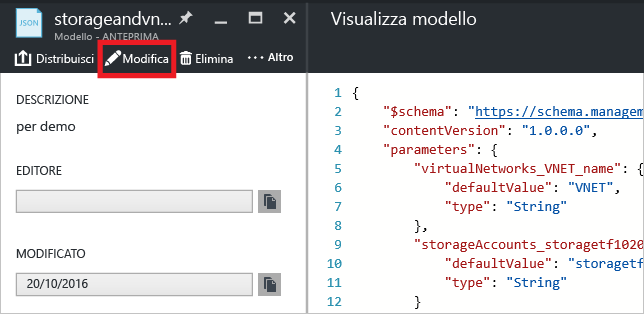 JSON
storageandvn...
Modello - ANTEPRIMA
Distribuisci Modifica Elimina ··· Altro
DESCRIZIONE
per demo
EDITORE
MODIFICATO
20/10/2016
Visualizza modello
1 {
2 "$schema": "https://schema.managem
3 "contentVersion": "1.0.0.0",
4 "parameters": {
5 "virtualNetworks_VNET_name": {
6 "defaultValue": "VNET",
7 "type": "String"
8 },
9 "storageAccounts_storagetf1020
10 "defaultValue": "storagetf
11 "type": "String"
12 }